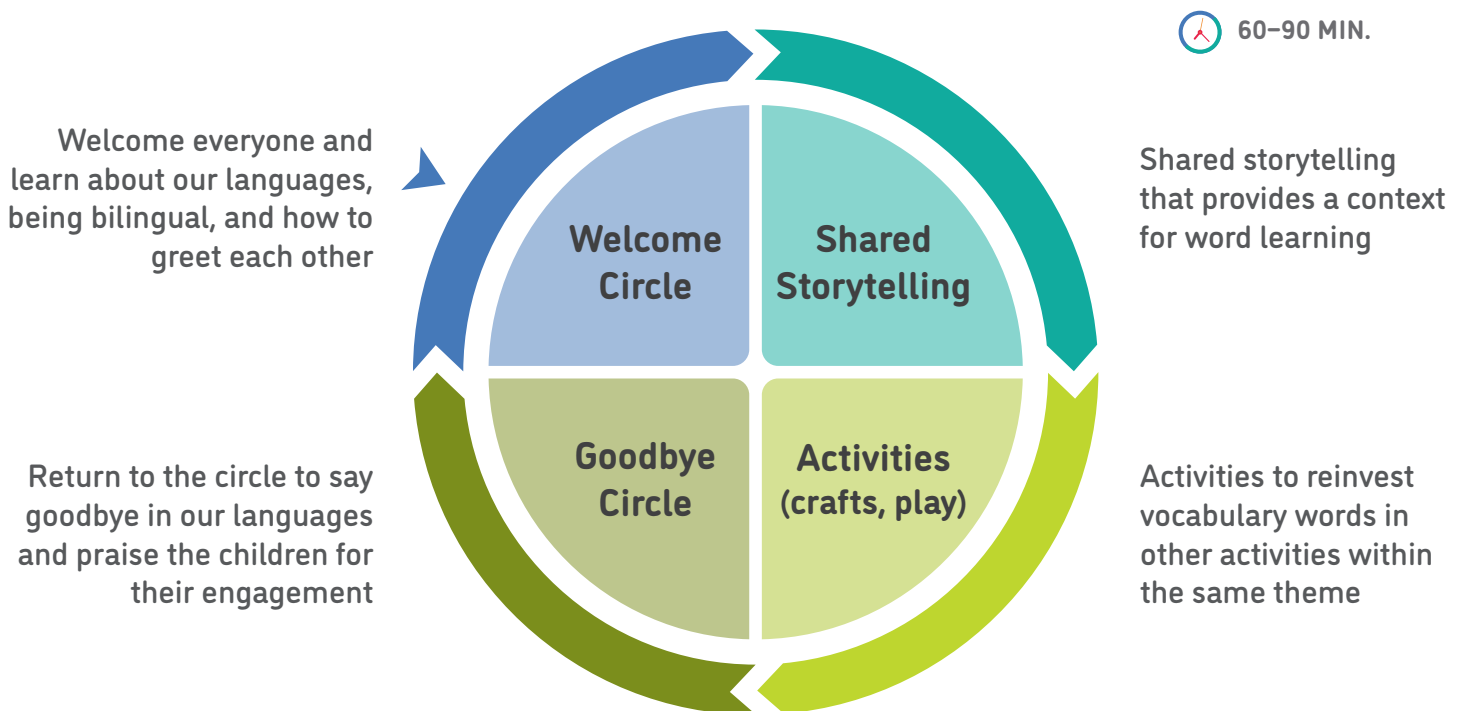 60–90 MIN.
Welcome everyone and
learn about our languages,
being bilingual, and how to
greet each other
Welcome
Circle
Shared
Storytelling
Shared storytelling
that provides a context
for word learning
Return to the circle to say
goodbye in our languages
and praise the children for
their engagement
Goodbye
Circle
Activities
(crafts, play)
Activities to reinvest
vocabulary words in
other activities within
the same theme